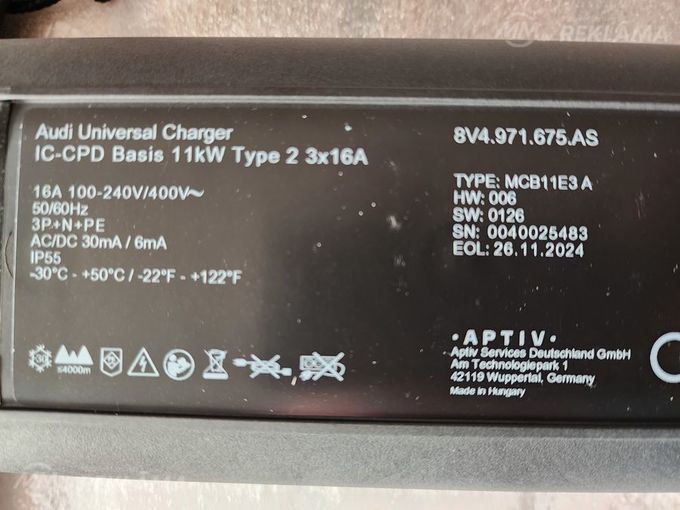 REKLAMA
Audi Universal Charger
IC-CPD Basis 11kW Type 2 3x16A
16A 100-240V/400V~
50/60Hz
3P+N+PE
AC/DC 30mA / 6mA
IP55
-30°C - +50°C / -22°F - +122°F
-30
≤4000m
8V4.971.675.AS
TYPE: MCB11E3 A
HW: 006
SW: 0126
SN: 0040025483
EOL: 26.11.2024
• APTIV •
Aptiv Services Deutschland GmbH
Am Technologiepark 1
42119 Wuppertal, Germany
Made in Hungary